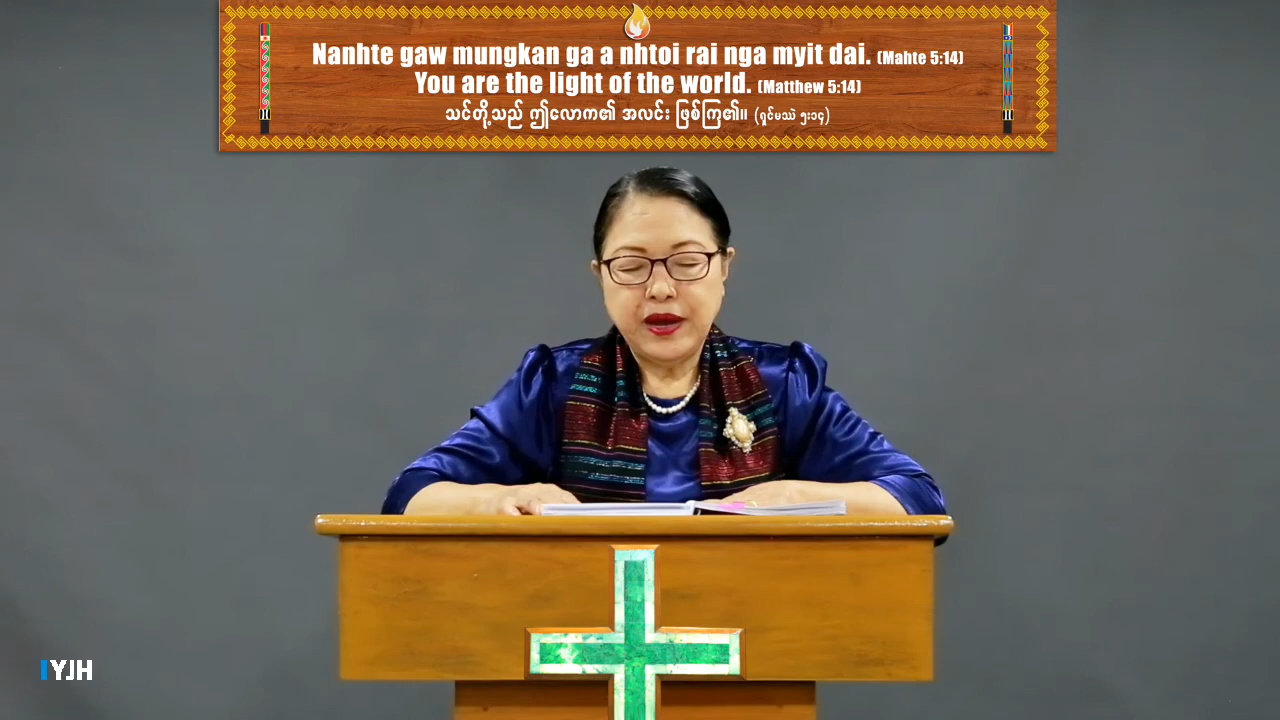 Nanhte gaw mungkan ga a nhtoi rai nga myit dai. (Mahte 5:14)
You are the light of the world. (Matthew 5:14)
သင်တို့သည် ဤလောက၏ အလင်း ဖြစ်ကြ၏။ (ရှင်မဿဲ ၅း၁၄)
YJH